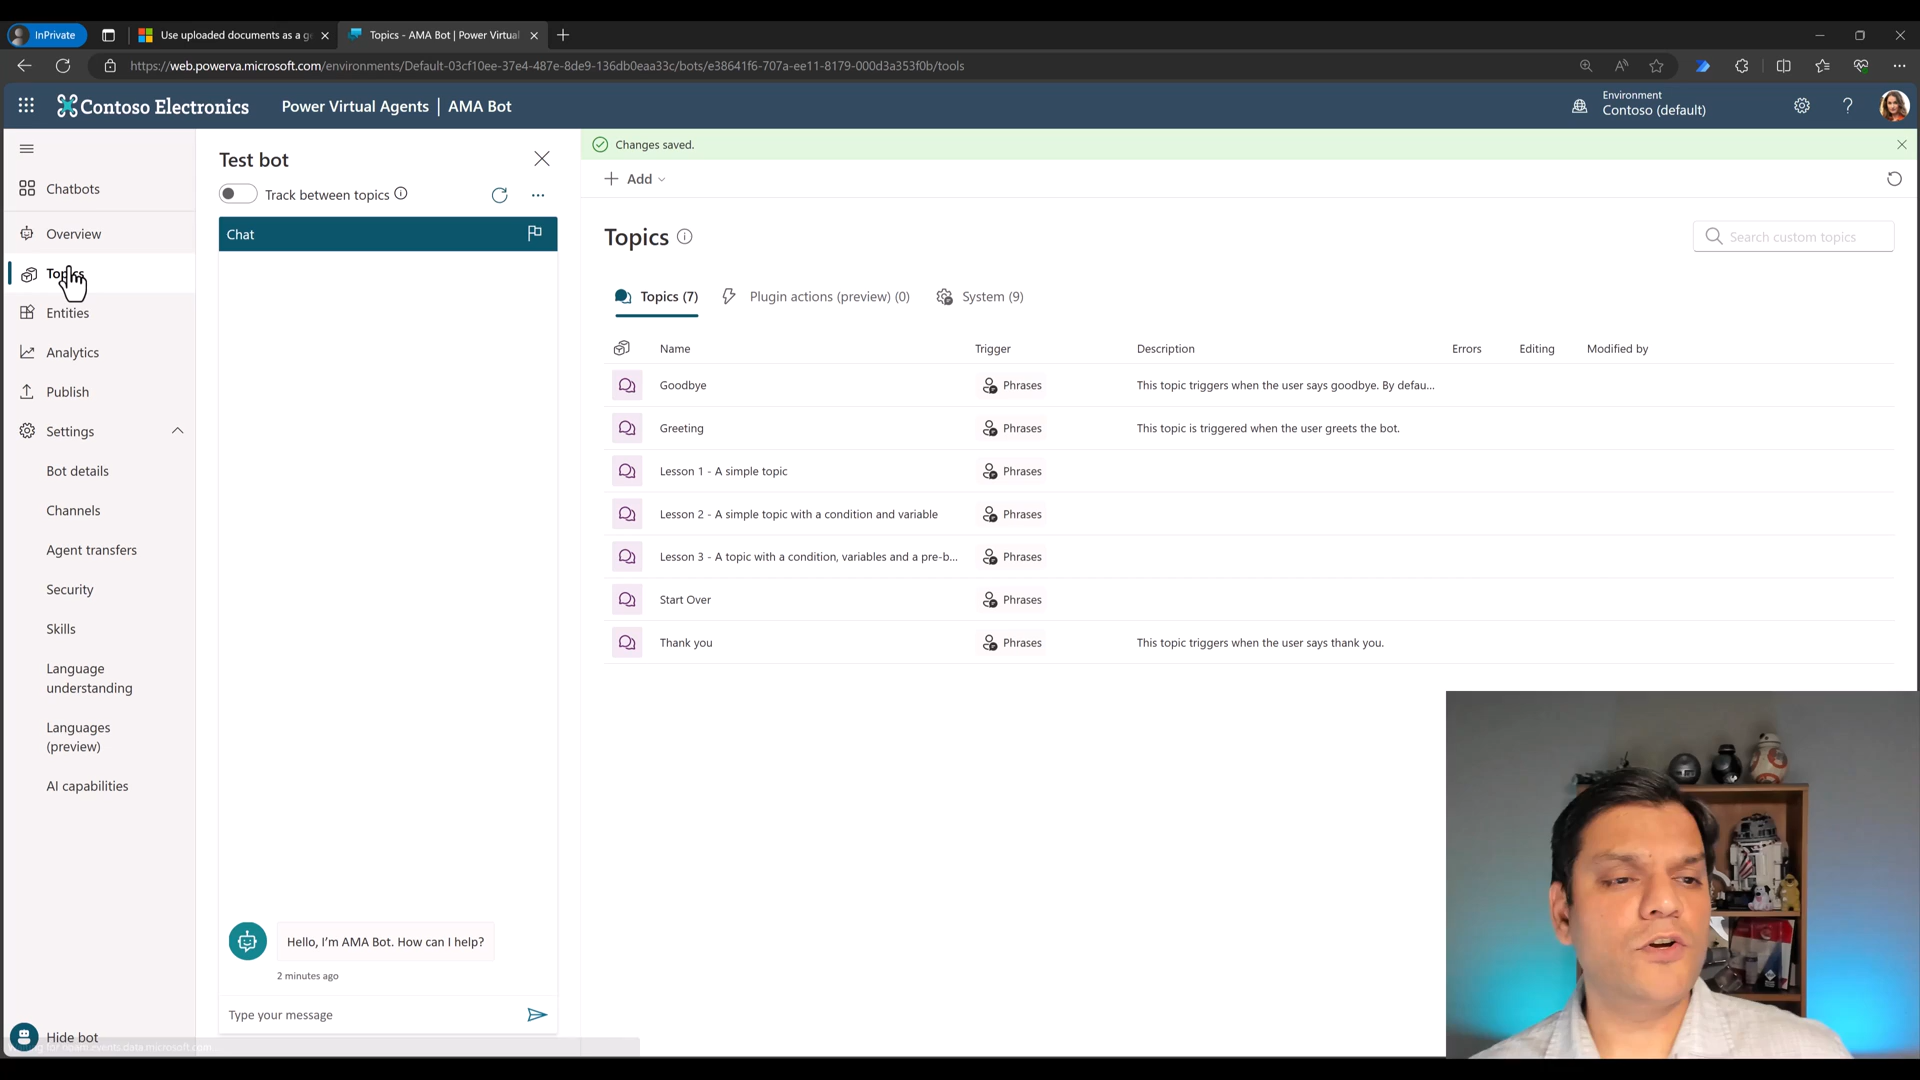 InPrivate
Use uploaded documents as a ge
Topics - AMA Bot | Power Virtual
https://web.powerva.microsoft.com/environments/Default-03cf10ee-37e4-487e-8de9-136db0eaa33c/bots/e38641f6-707a-ee11-8179-000d3a353f0b/tools
Contoso Electronics
Power Virtual Agents | AMA Bot
Environment
Contoso (default)
Chatbots
Overview
Topics
Entities
Analytics
Publish
Settings
Bot details
Channels
Agent transfers
Security
Skills
Language
understanding
Languages
(preview)
AI capabilities
Hide bot
Test bot
Track between topics
Chat
Hello, I'm AMA Bot. How can I help?
2 minutes ago
Type your message
Changes saved.
Add
Topics
Search custom topics
Topics (7)
Plugin actions (preview) (0)
System (9)
Name Trigger Description Errors Editing Modified by
Goodbye Phrases This topic triggers when the user says goodbye. By defau...
Greeting Phrases This topic is triggered when the user greets the bot.
Lesson 1 - A simple topic Phrases
Lesson 2 - A simple topic with a condition and variable Phrases
Lesson 3 - A topic with a condition, variables and a pre-b... Phrases
Start Over Phrases
Thank you Phrases This topic triggers when the user says thank you.